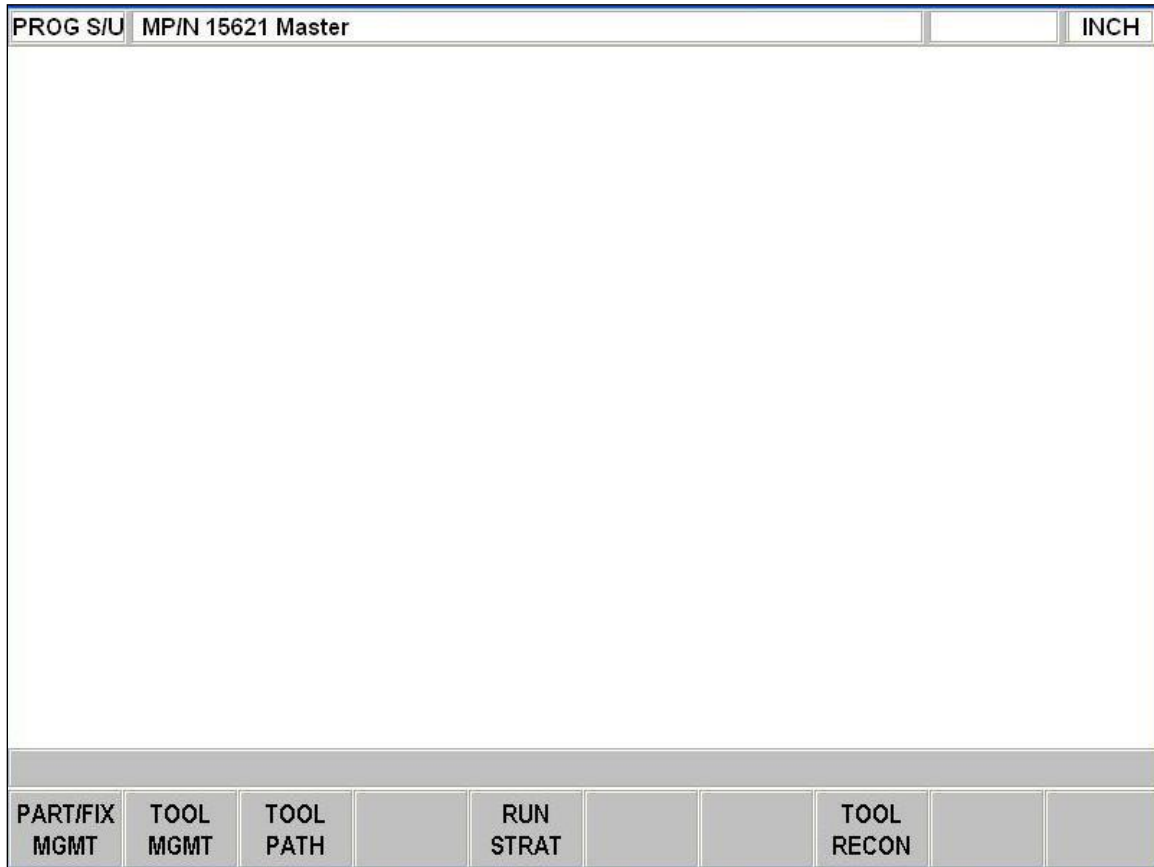 PROG S/U MP/N 15621 Master INCH
PART/FIX TOOL TOOL RUN TOOL
MGMT MGMT PATH STRAT RECON